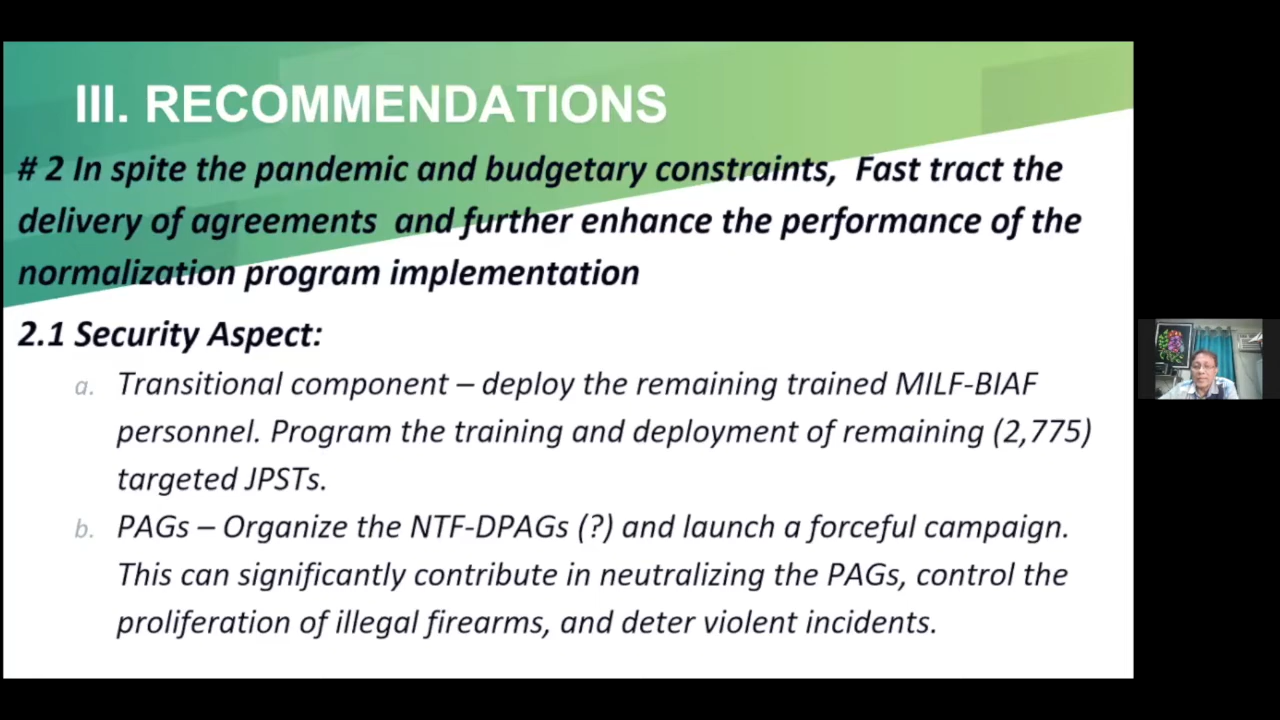 III. RECOMMENDATIONS
# 2 In spite the pandemic and budgetary constraints, Fast tract the
delivery of agreements and further enhance the performance of the
normalization program implementation
2.1 Security Aspect:
a. Transitional component – deploy the remaining trained MILF-BIAF
personnel. Program the training and deployment of remaining (2,775)
targeted JPSTs.
b. PAGs – Organize the NTF-DPAGs (?) and launch a forceful campaign.
This can significantly contribute in neutralizing the PAGs, control the
proliferation of illegal firearms, and deter violent incidents.